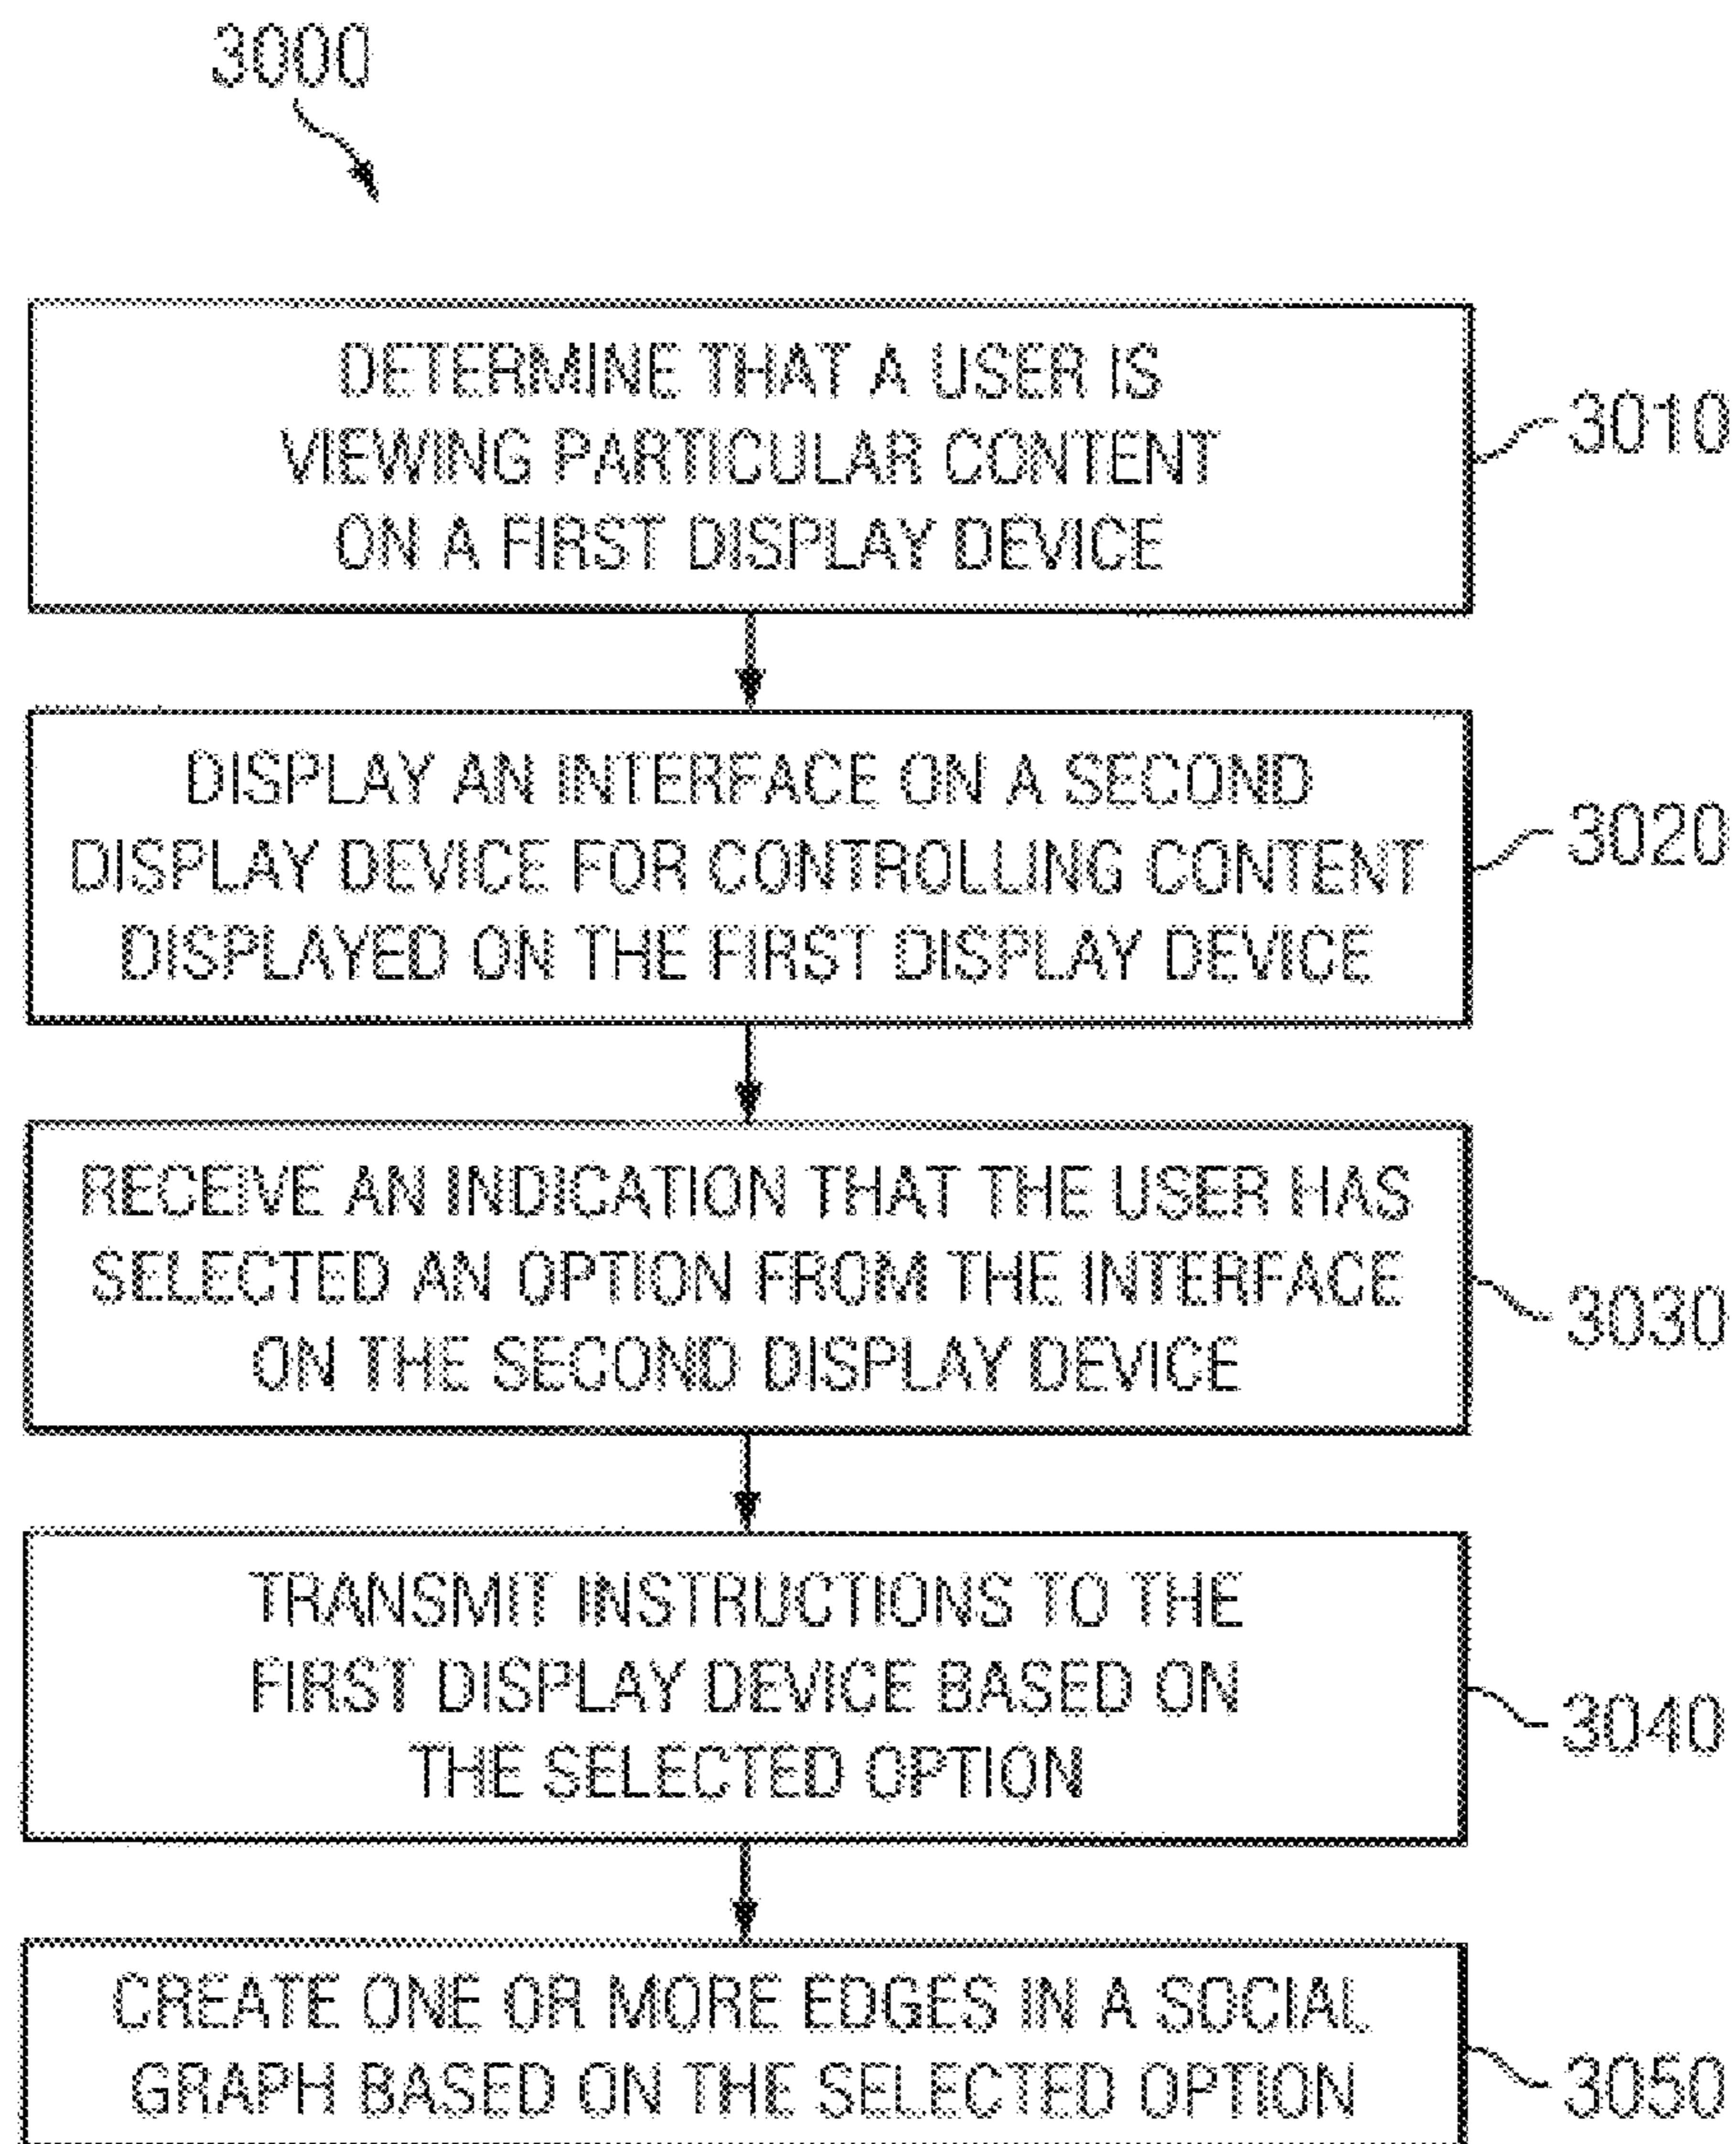 3000
DETERMINE THAT A USER IS
VIEWING PARTICULAR CONTENT
ON A FIRST DISPLAY DEVICE
3010
DISPLAY AN INTERFACE ON A SECOND
DISPLAY DEVICE FOR CONTROLLING CONTENT
DISPLAYED ON THE FIRST DISPLAY DEVICE
3020
RECEIVE AN INDICATION THAT THE USER HAS
SELECTED AN OPTION FROM THE INTERFACE
ON THE SECOND DISPLAY DEVICE
3030
TRANSMIT INSTRUCTIONS TO THE
FIRST DISPLAY DEVICE BASED ON
THE SELECTED OPTION
3040
CREATE ONE OR MORE EDGES IN A SOCIAL
GRAPH BASED ON THE SELECTED OPTION
3050